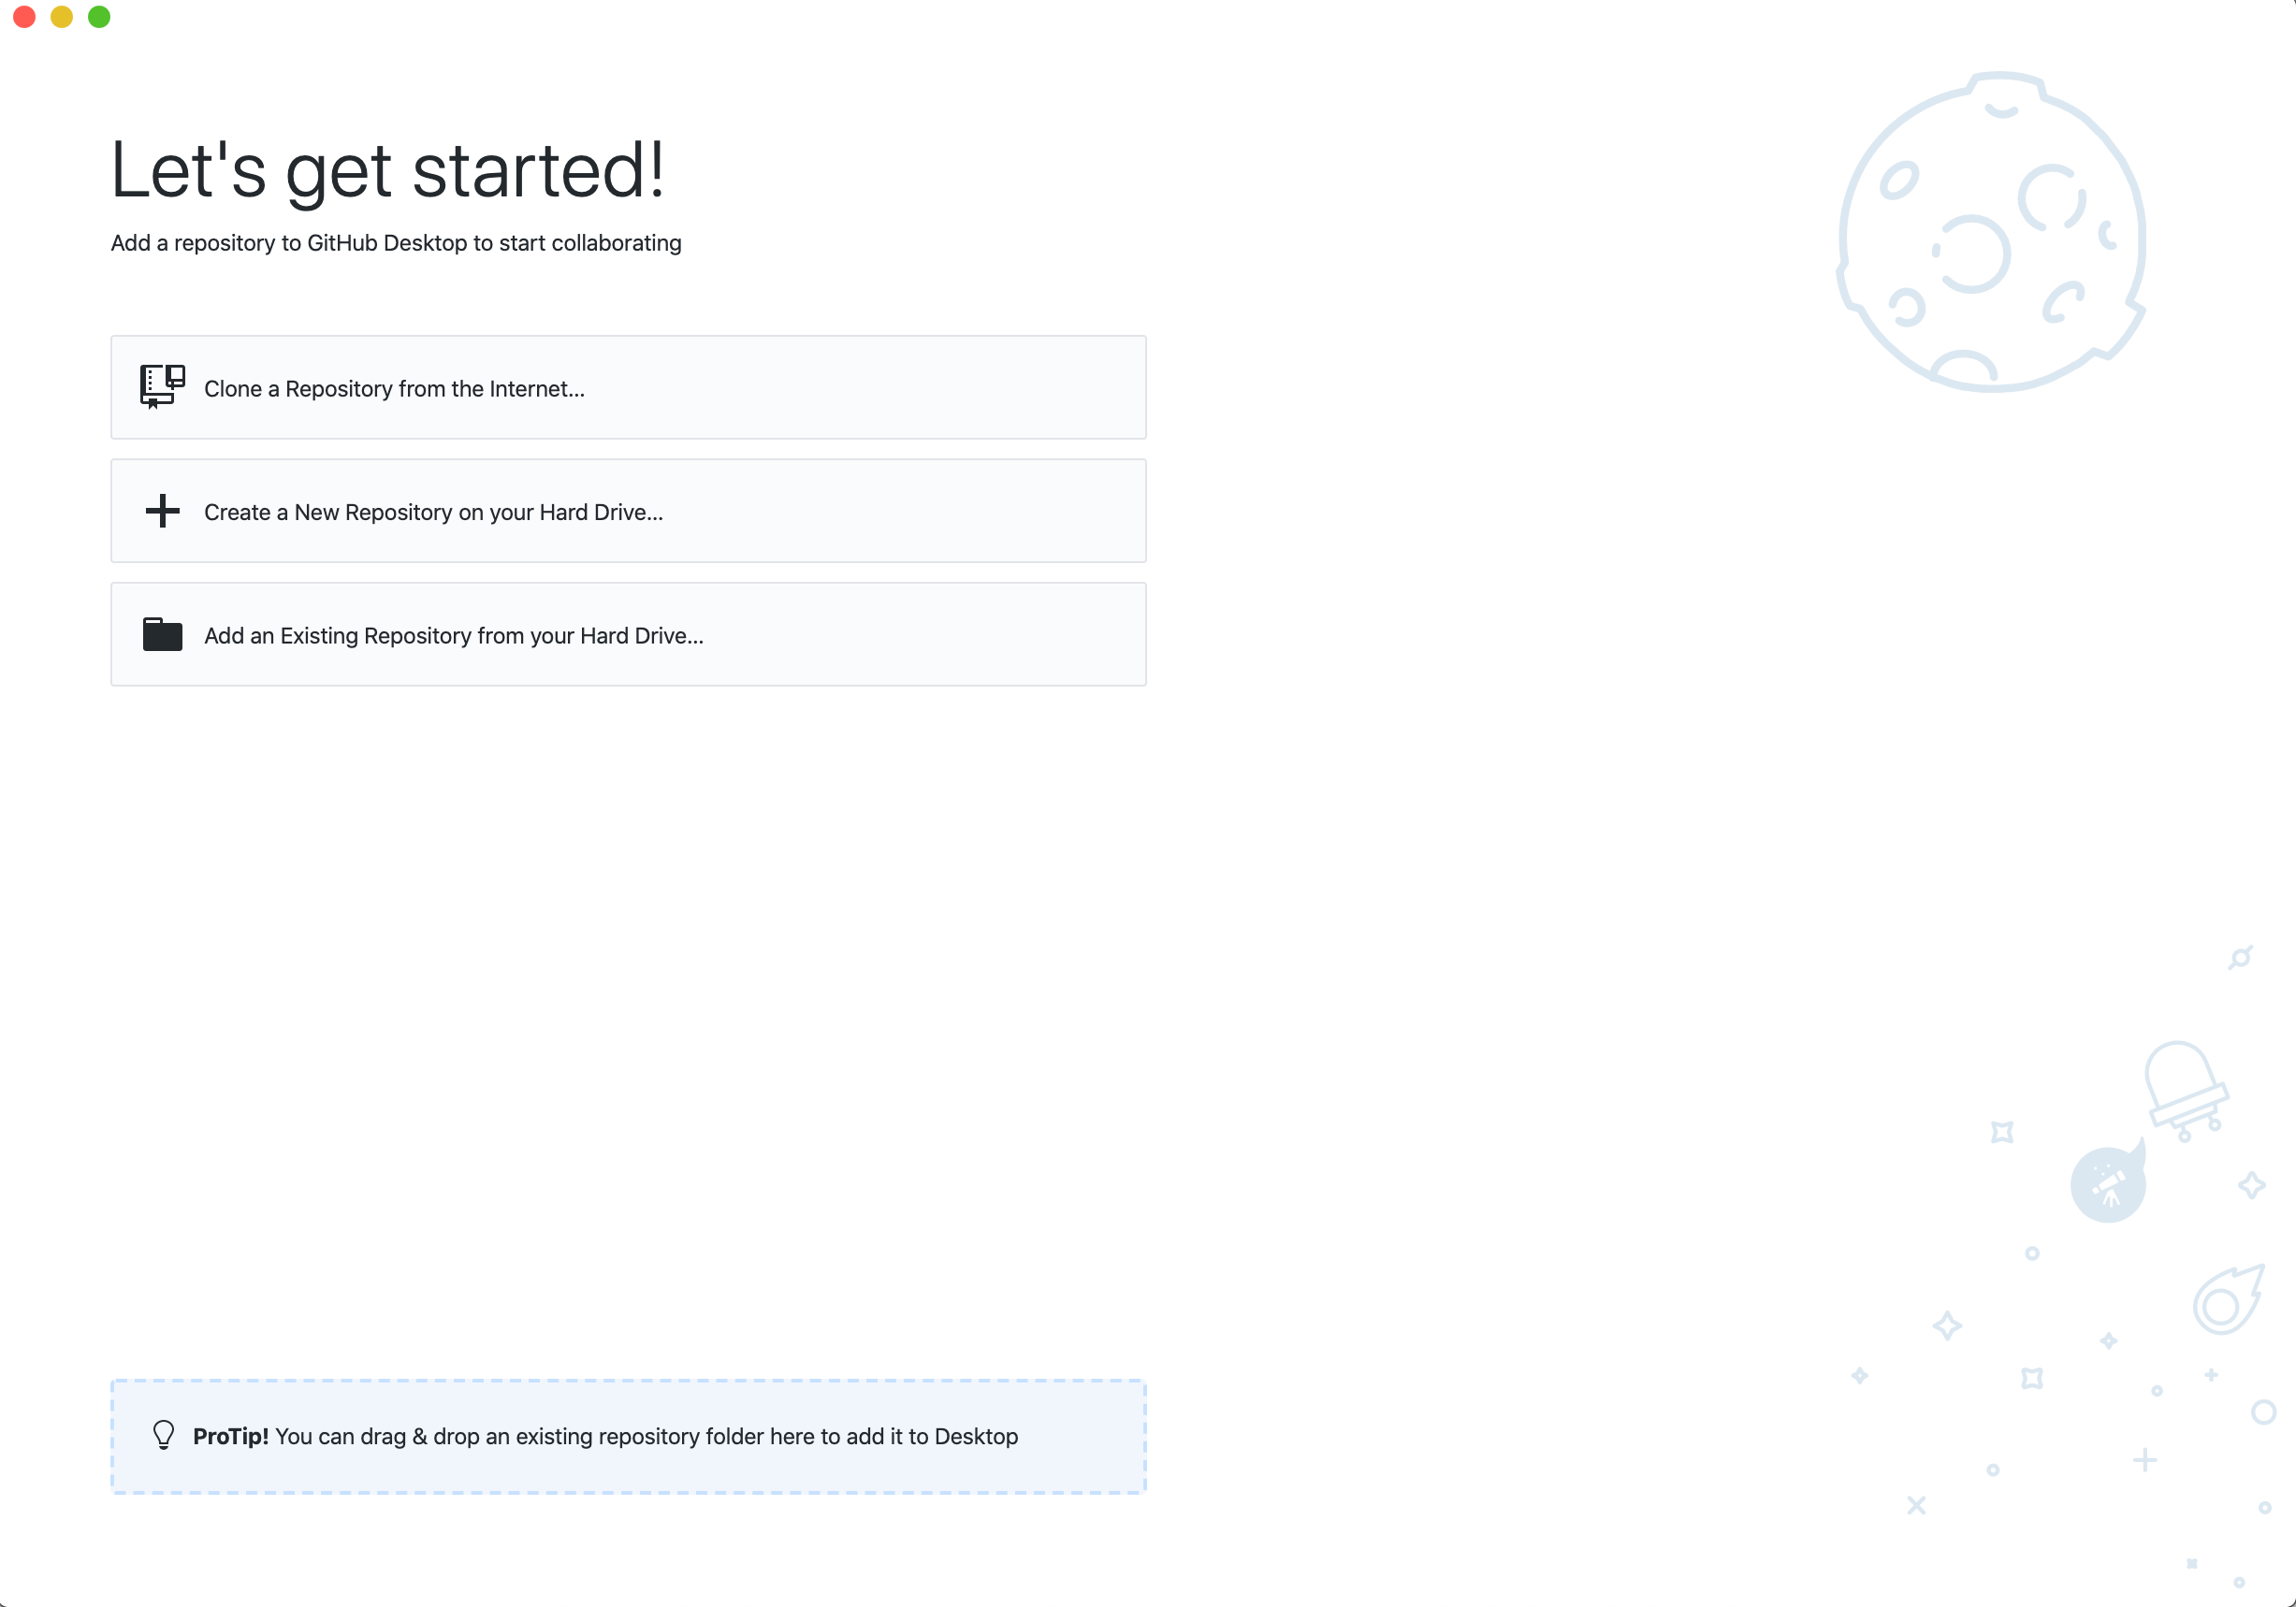 Let's get started!
Add a repository to GitHub Desktop to start collaborating
Clone a Repository from the Internet...
Create a New Repository on your Hard Drive...
Add an Existing Repository from your Hard Drive...
ProTip! You can drag & drop an existing repository folder here to add it to Desktop